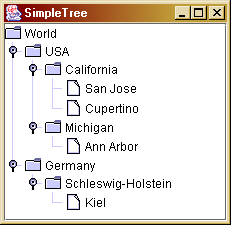 SimpleTree
World
USA
California
San Jose
Cupertino
Michigan
Ann Arbor
Germany
Schleswig-Holstein
Kiel